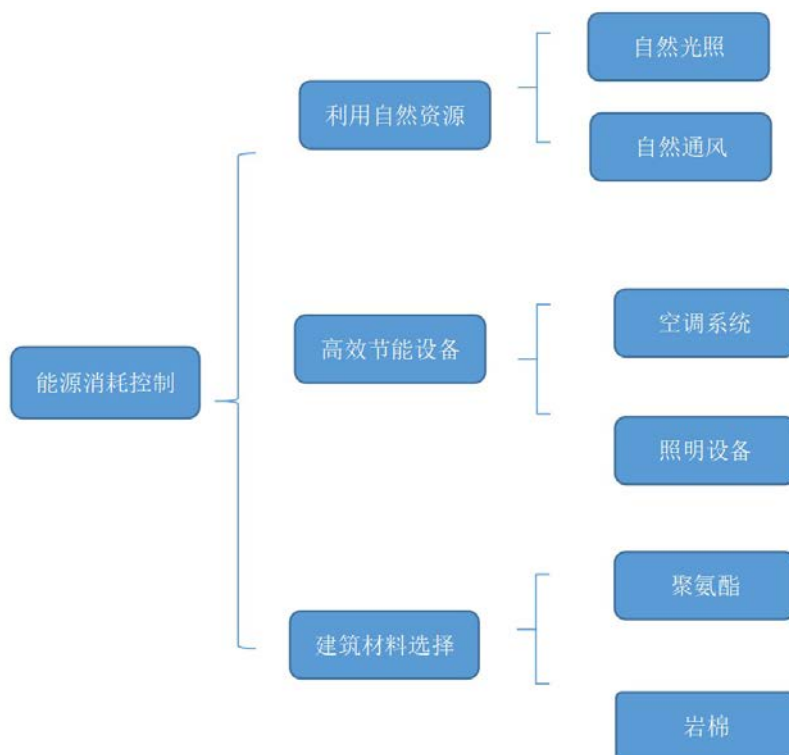 能源消耗控制
利用自然资源
自然光照
自然通风
高效节能设备
空调系统
照明设备
建筑材料选择
聚氨酯
岩棉